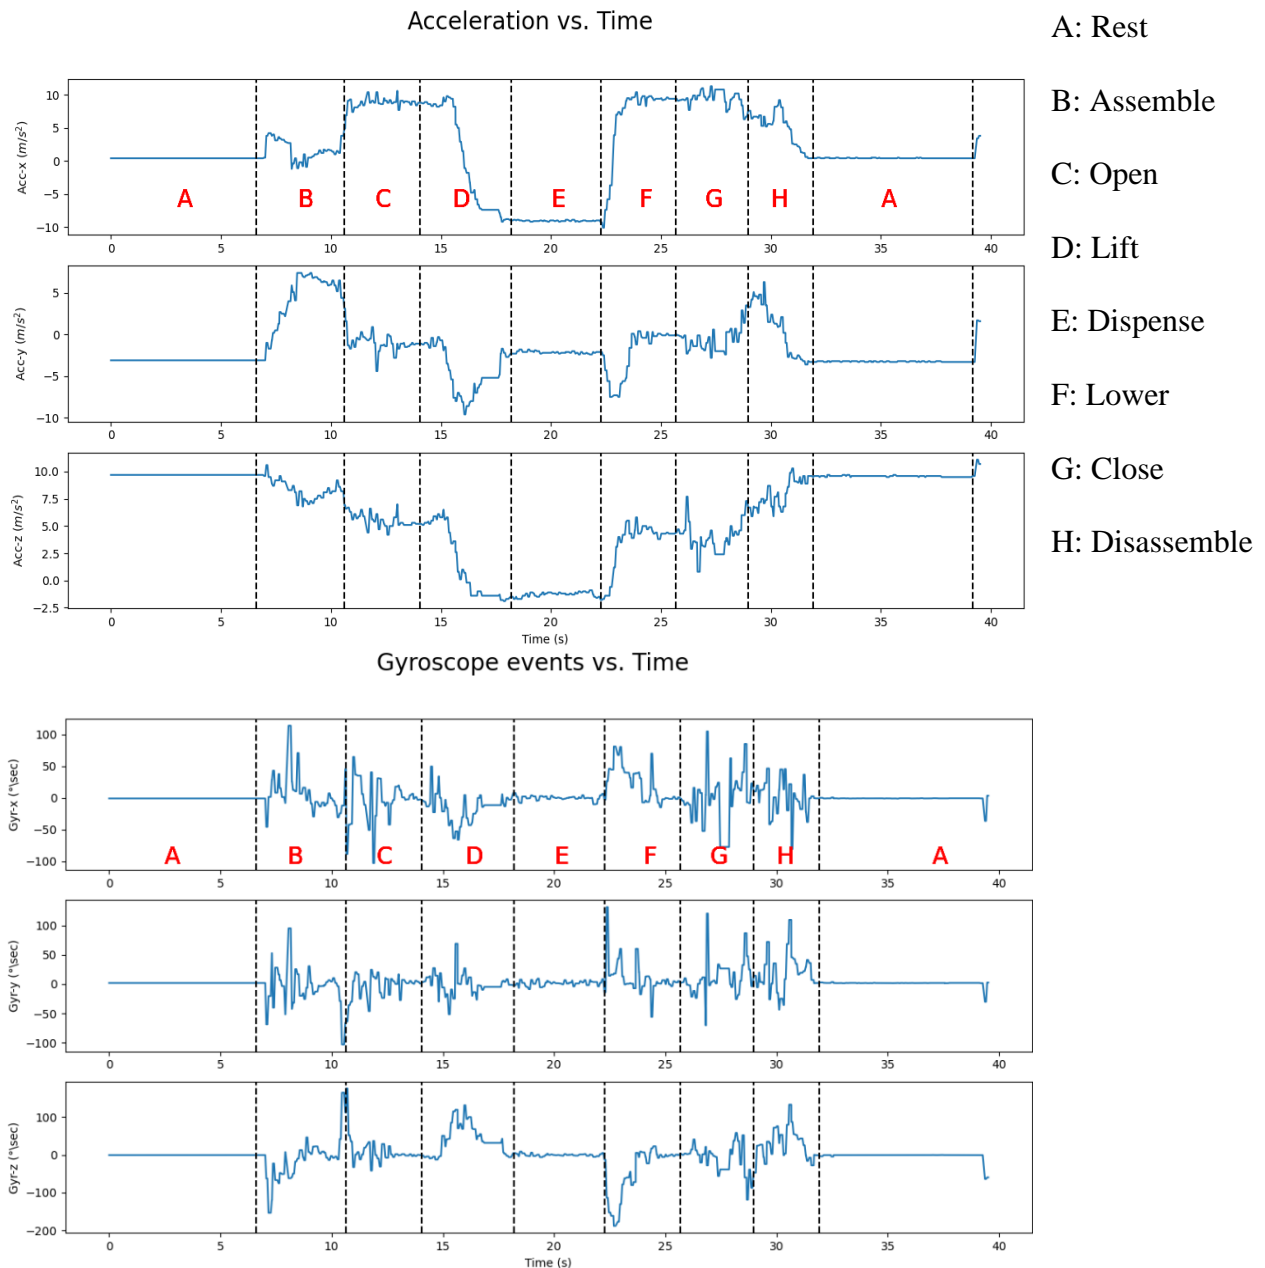 Acceleration vs. Time
A: Rest
B: Assemble
C: Open
D: Lift
E: Dispense
F: Lower
G: Close
H: Disassemble
Acc-x (m/s²)
10
5
0
−5
−10
A B C D E F G H A
0 5 10 15 20 25 30 35 40
Acc-y (m/s²)
5
0
−5
−10
0 5 10 15 20 25 30 35 40
Acc-z (m/s²)
10.0
7.5
5.0
2.5
0.0
−2.5
0 5 10 15 20 25 30 35 40
Time (s)
Gyroscope events vs. Time
Gyr-x (°\sec)
100
50
0
−50
−100
A B C D E F G H A
0 5 10 15 20 25 30 35 40
Gyr-y (°\sec)
100
50
0
−50
−100
0 5 10 15 20 25 30 35 40
Gyr-z (°\sec)
100
0
−100
−200
0 5 10 15 20 25 30 35 40
Time (s)